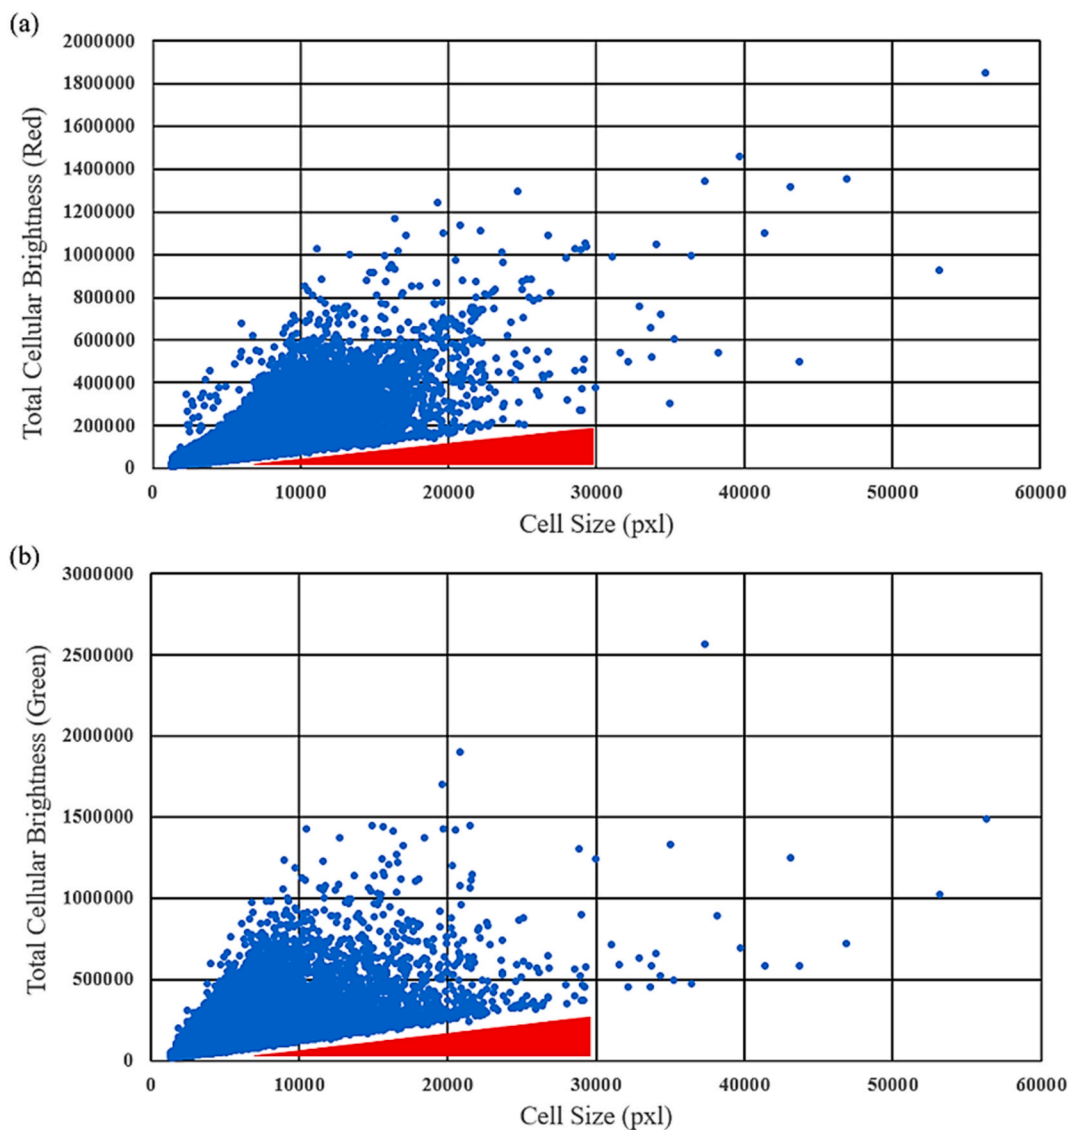 (a)
2000000
1800000
1600000
1400000
1200000
1000000
800000
600000
400000
200000
0
Total Cellular Brightness (Red)
0 10000 20000 30000 40000 50000 60000
Cell Size (pxl)
(b)
3000000
2500000
2000000
1500000
1000000
500000
0
Total Cellular Brightness (Green)
0 10000 20000 30000 40000 50000 60000
Cell Size (pxl)